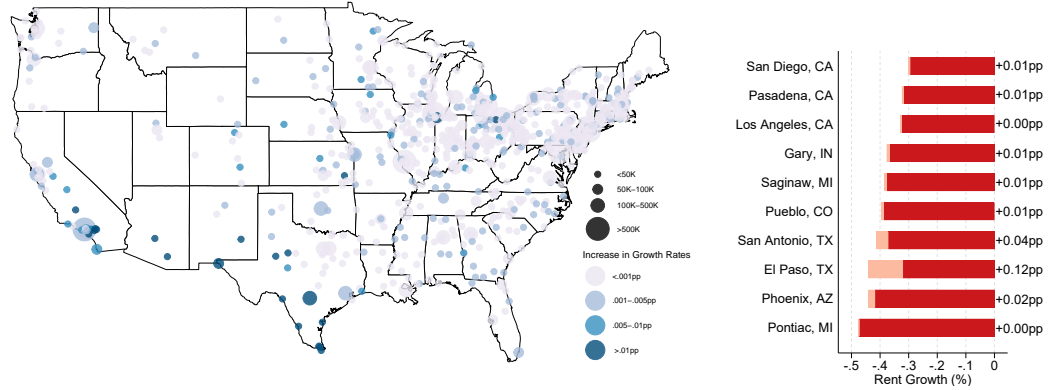 <50K
50K–100K
100K–500K
>500K
Increase in Growth Rates
<.001pp
.001–.005pp
.005–.01pp
>.01pp
San Diego, CA
+0.01pp
Pasadena, CA
+0.01pp
Los Angeles, CA
+0.00pp
Gary, IN
+0.01pp
Saginaw, MI
+0.01pp
Pueblo, CO
+0.01pp
San Antonio, TX
+0.04pp
El Paso, TX
+0.12pp
Phoenix, AZ
+0.02pp
Pontiac, MI
+0.00pp
-.5 -.4 -.3 -.2 -.1 0
Rent Growth (%)